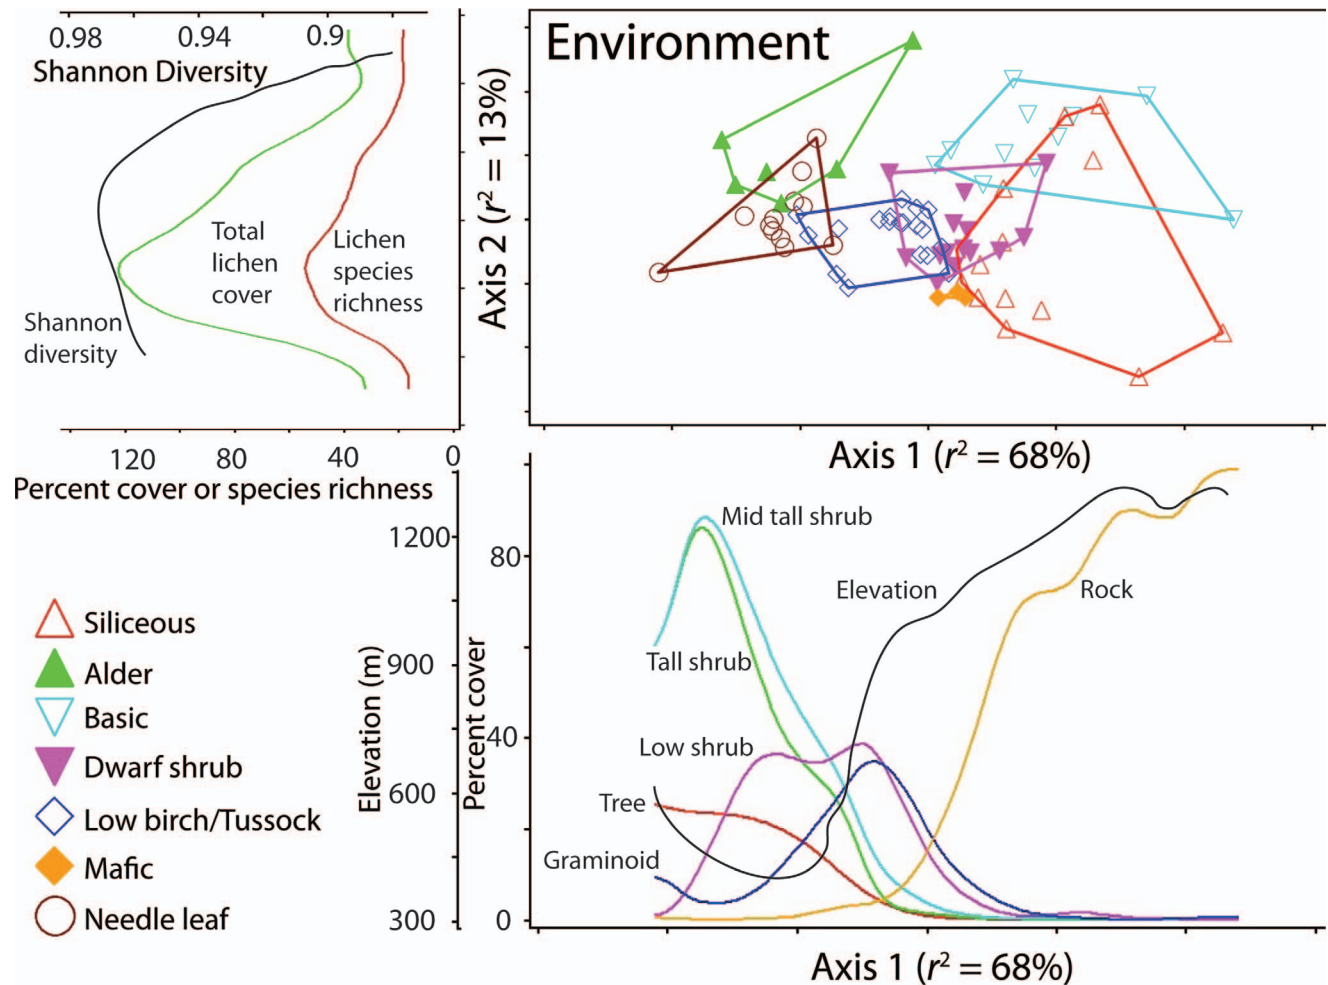 0.98 0.94 0.9
Shannon Diversity
Total
lichen
cover
Lichen
species
richness
Shannon
diversity
120 80 40 0
Percent cover or species richness
Environment
Axis 2 (r² = 13%)
Axis 1 (r² = 68%)
Siliceous
Alder
Basic
Dwarf shrub
Low birch/Tussock
Mafic
Needle leaf
1200
900
600
300
Elevation (m)
Percent cover
80
40
0
Mid tall shrub
Elevation
Rock
Tall shrub
Low shrub
Tree
Graminoid
Axis 1 (r² = 68%)